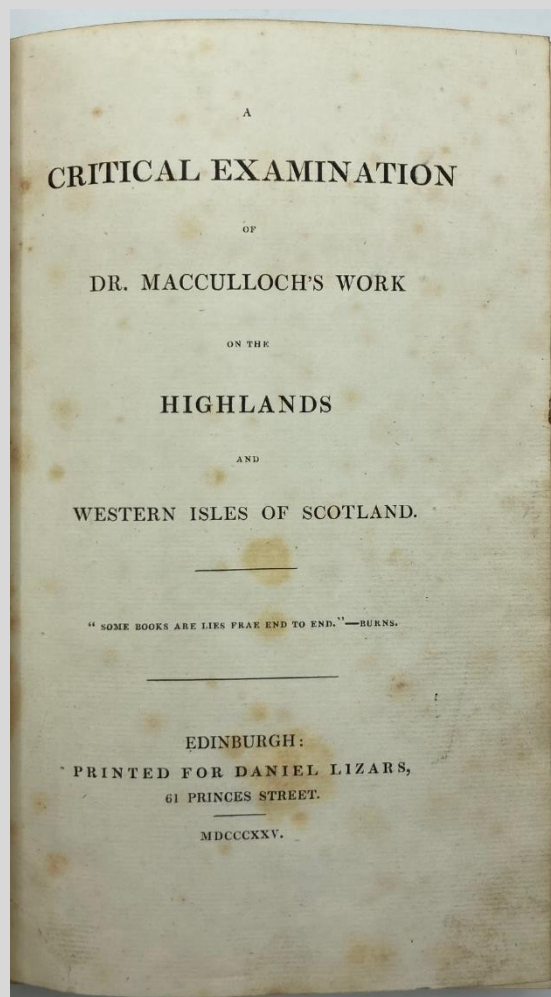 A
CRITICAL EXAMINATION
OF
DR. MACCULLOCH'S WORK
ON THE
HIGHLANDS
AND
WESTERN ISLES OF SCOTLAND.
“ SOME BOOKS ARE LIES FRAE END TO END.”—BURNS.
EDINBURGH:
PRINTED FOR DANIEL LIZARS,
61 PRINCES STREET.
MDCCCXXV.